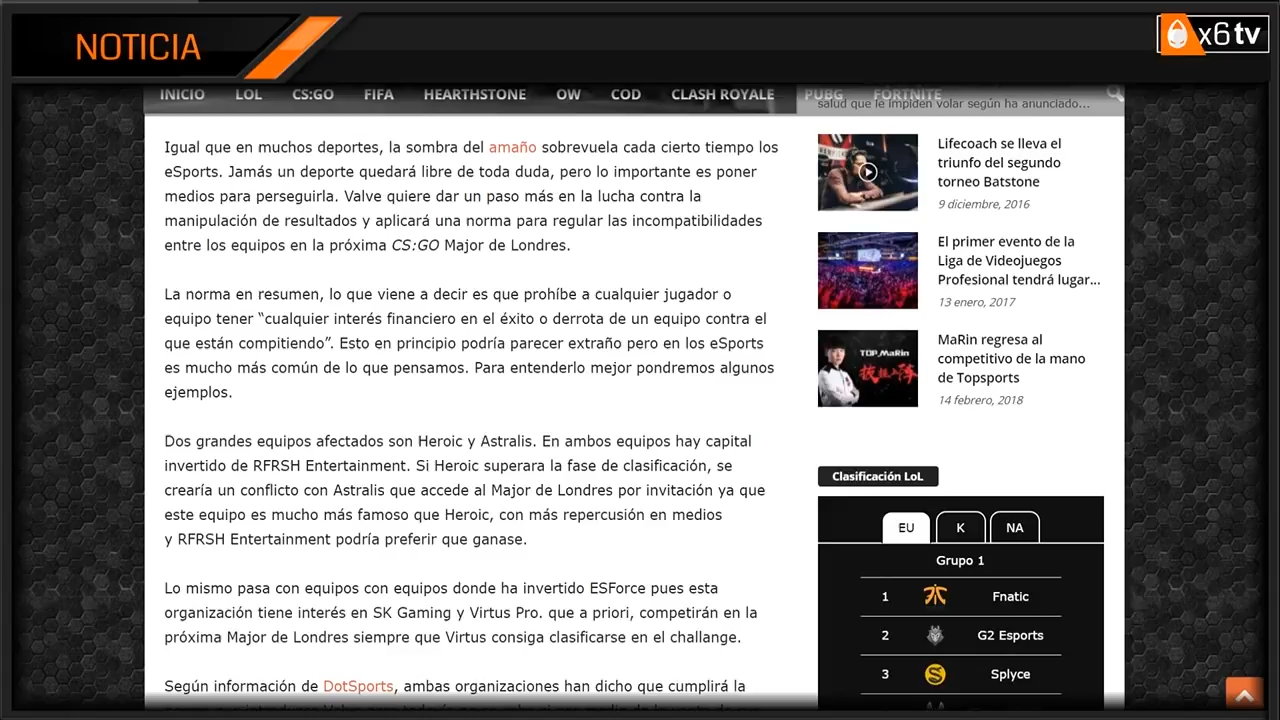 NOTICIA
x6tv
INICIO LOL CS:GO FIFA HEARTHSTONE OW COD CLASH ROYALE PUBG FORTNITE
salud que le impiden volar según ha anunciado...
Igual que en muchos deportes, la sombra del amaño sobrevuela cada cierto tiempo los
eSports. Jamás un deporte quedará libre de toda duda, pero lo importante es poner
medios para perseguirla. Valve quiere dar un paso más en la lucha contra la
manipulación de resultados y aplicará una norma para regular las incompatibilidades
entre los equipos en la próxima CS:GO Major de Londres.
La norma en resumen, lo que viene a decir es que prohíbe a cualquier jugador o
equipo tener “cualquier interés financiero en el éxito o derrota de un equipo contra el
que están compitiendo”. Esto en principio podría parecer extraño pero en los eSports
es mucho más común de lo que pensamos. Para entenderlo mejor pondremos algunos
ejemplos.
Dos grandes equipos afectados son Heroic y Astralis. En ambos equipos hay capital
invertido de RFRSH Entertainment. Si Heroic superara la fase de clasificación, se
crearía un conflicto con Astralis que accede al Major de Londres por invitación ya que
este equipo es mucho más famoso que Heroic, con más repercusión en medios
y RFRSH Entertainment podría preferir que ganase.
Lo mismo pasa con equipos con equipos donde ha invertido ESForce pues esta
organización tiene interés en SK Gaming y Virtus Pro. que a priori, competirán en la
próxima Major de Londres siempre que Virtus consiga clasificarse en el challange.
Según información de DotSports, ambas organizaciones han dicho que cumplirá la
Lifecoach se lleva el
triunfo del segundo
torneo Batstone
9 diciembre, 2016
El primer evento de la
Liga de Videojuegos
Profesional tendrá lugar...
13 enero, 2017
TOP.MaRin
MaRin regresa al
competitivo de la mano
de Topsports
14 febrero, 2018
Clasificación LoL
EU K NA
Grupo 1
1 Fnatic
2 G2 Esports
3 Splyce